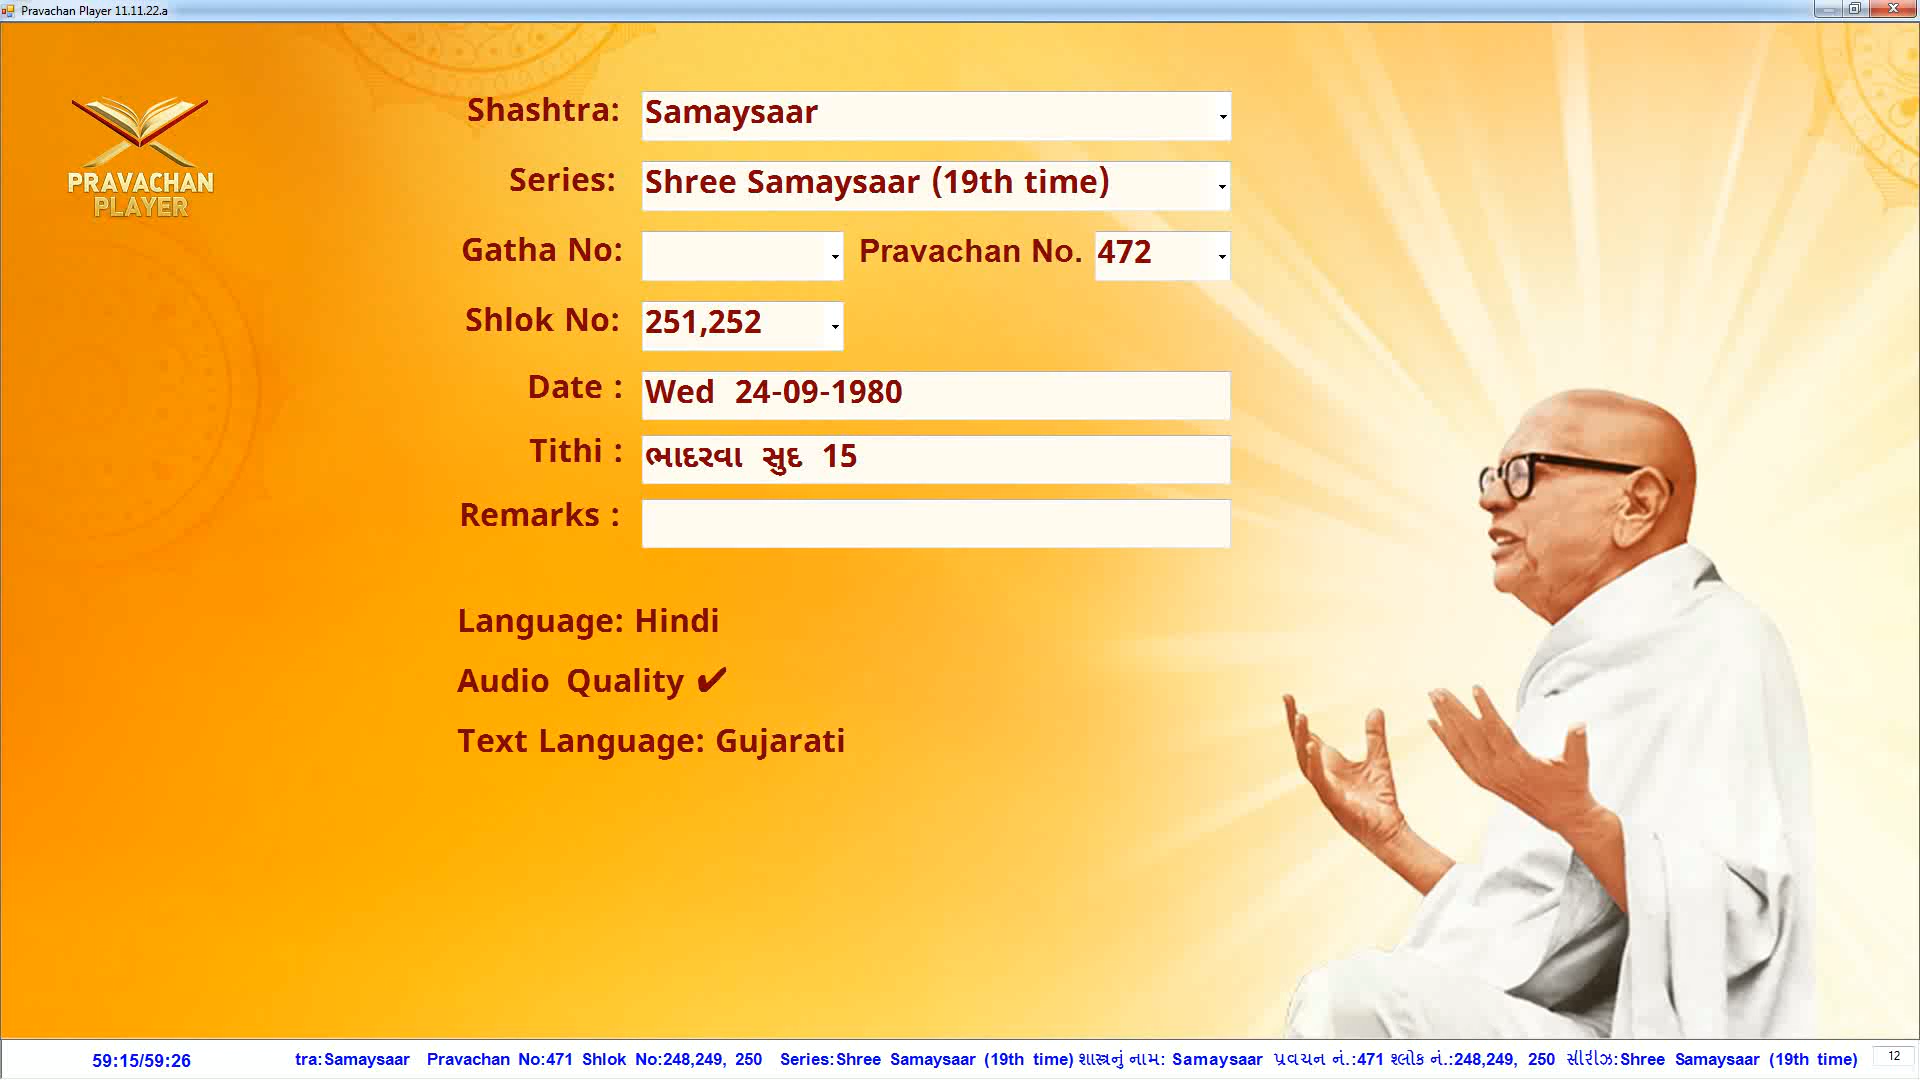 Pravachan Player 11.11.22.a
PRAVACHAN
PLAYER
Shashtra: Samaysaar
Series: Shree Samaysaar (19th time)
Gatha No: Pravachan No. 472
Shlok No: 251,252
Date : Wed 24-09-1980
Tithi : ભાદરવા સુદ 15
Remarks :
Language: Hindi
Audio Quality ✔
Text Language: Gujarati
59:15/59:26 tra:Samaysaar Pravachan No:471 Shlok No:248,249, 250 Series:Shree Samaysaar (19th time) શાસ્ત્રનું નામ: Samaysaar પ્રવચન નં.:471 શ્લોક નં.:248,249, 250 સીરીઝ:Shree Samaysaar (19th time) 12